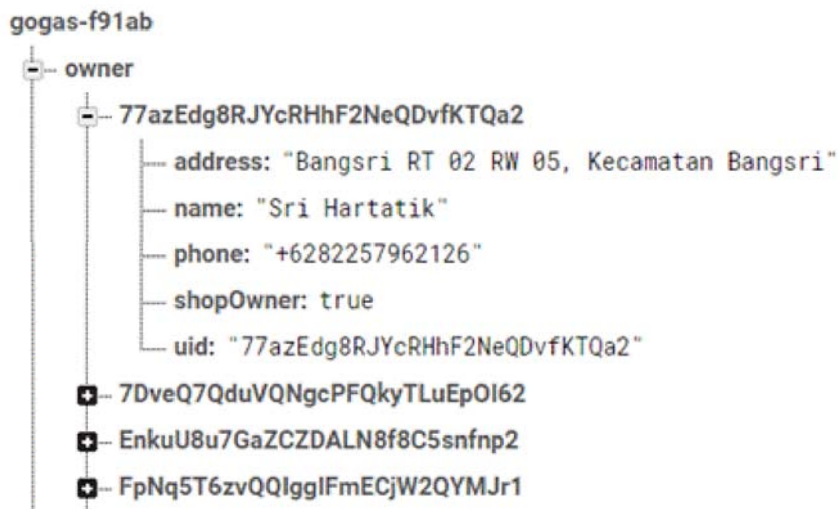 gogas-f91ab
owner
77azEdg8RJYcRHhF2NeQDvfKTQa2
address: "Bangsri RT 02 RW 05, Kecamatan Bangsri"
name: "Sri Hartatik"
phone: "+6282257962126"
shopOwner: true
uid: "77azEdg8RJYcRHhF2NeQDvfKTQa2"
7DveQ7QduVQNgcPFQkyTLuEpOI62
EnkuU8u7GaZCZDALN8f8C5snfnp2
FpNq5T6zvQQIggIFmECjW2QYMJr1